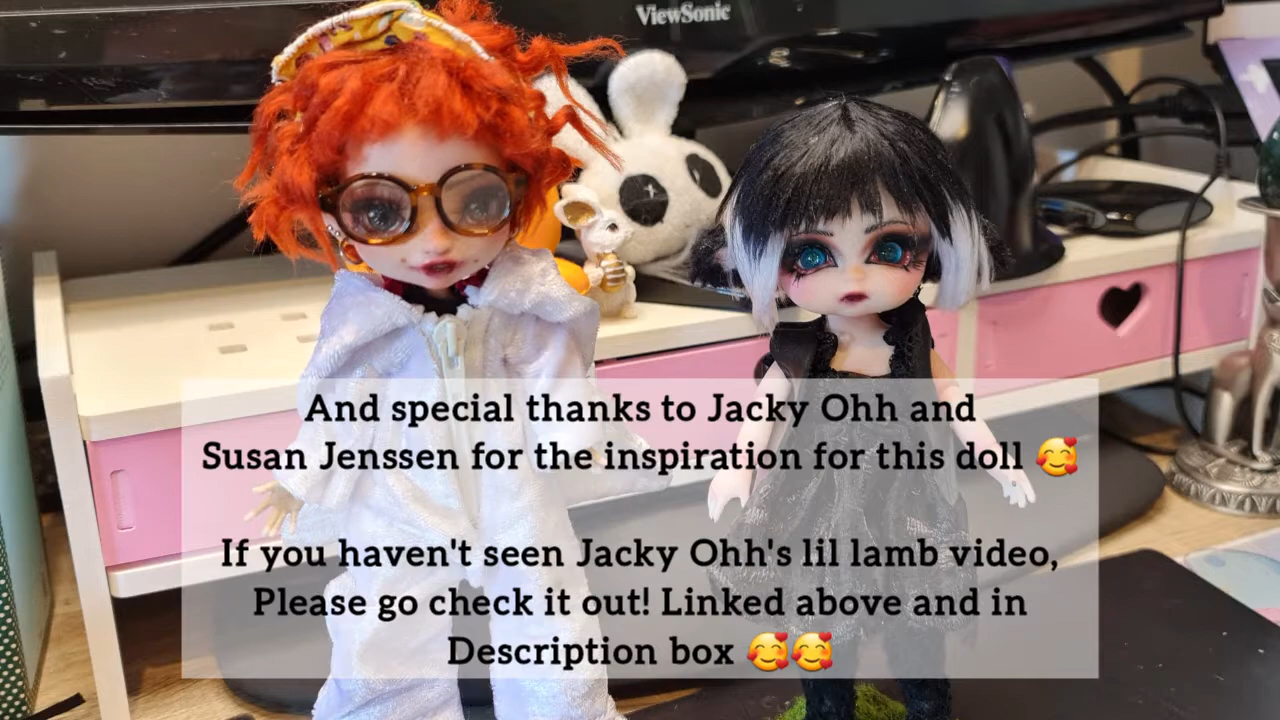 ViewSonic
And special thanks to Jacky Ohh and
Susan Jenssen for the inspiration for this doll 🥰
If you haven't seen Jacky Ohh's lil lamb video,
Please go check it out! Linked above and in
Description box 🥰🥰